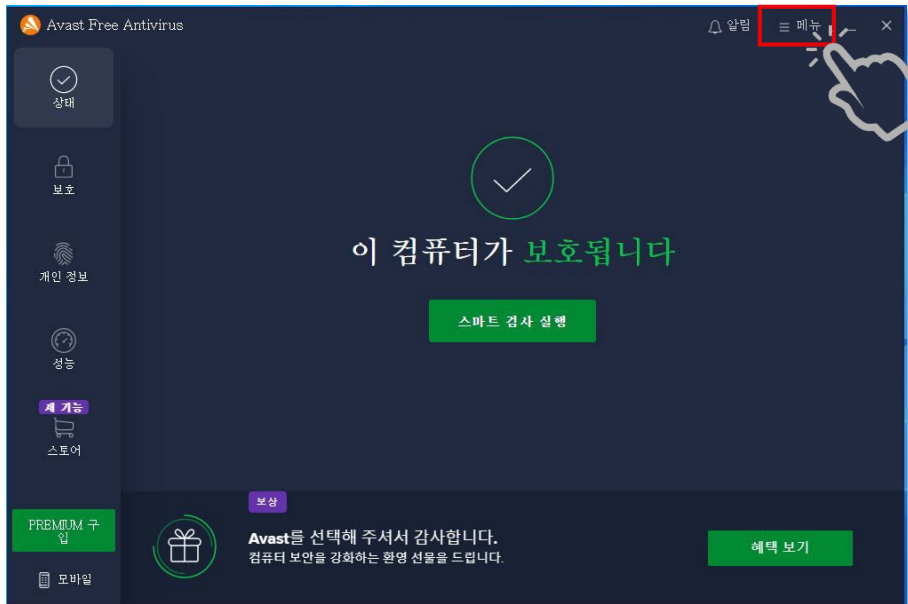 Avast Free Antivirus
알림
메뉴
상태
보호
개인 정보
성능
새 기능
스토어
PREMIUM 구
입
모바일
이 컴퓨터가 보호됩니다
스마트 검사 실행
보상
Avast를 선택해 주셔서 감사합니다.
컴퓨터 보안을 강화하는 환영 선물을 드립니다.
혜택 보기